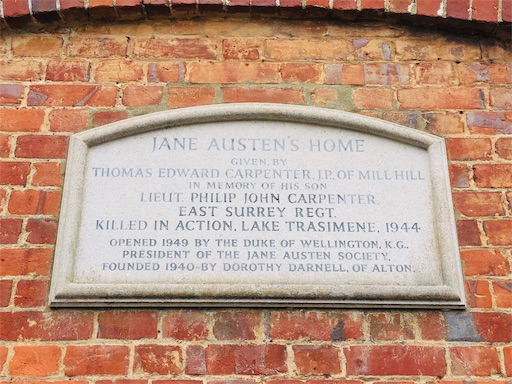 JANE AUSTEN'S HOME
GIVEN BY
THOMAS EDWARD CARPENTER, J.P. OF MILL HILL
IN MEMORY OF HIS SON
LIEUT. PHILIP JOHN CARPENTER,
EAST SURREY REGT.
KILLED IN ACTION, LAKE TRASIMENE, 1944
OPENED 1949 BY THE DUKE OF WELLINGTON, K.G.,
PRESIDENT OF THE JANE AUSTEN SOCIETY,
FOUNDED 1940 BY DOROTHY DARNELL, OF ALTON.